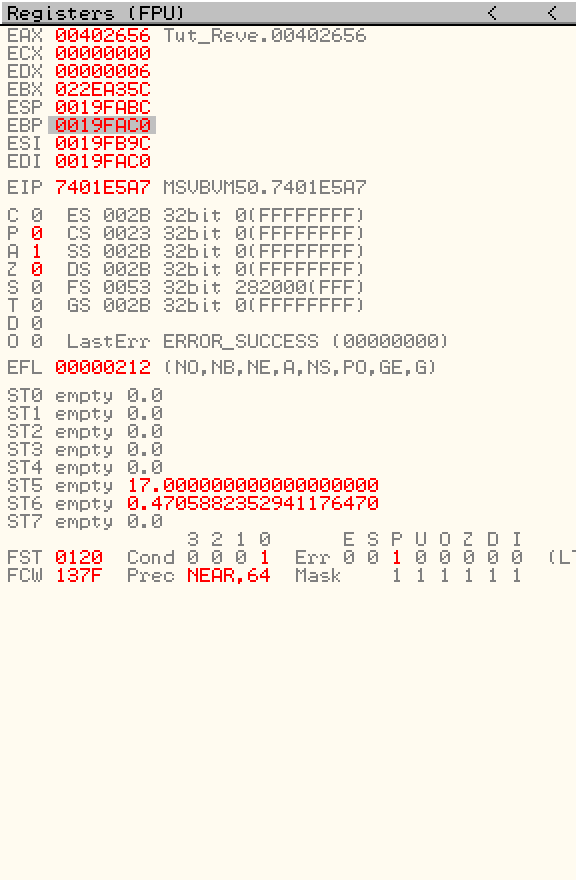 Registers (FPU) < <
EAX 00402656 Tut_Reve.00402656
ECX 00000000
EDX 00000006
EBX 022EA35C
ESP 0019FABC
EBP 0019FAC0
ESI 0019FB9C
EDI 0019FAC0
EIP 7401E5A7 MSVBVM50.7401E5A7
C 0 ES 002B 32bit 0(FFFFFFFF)
P 0 CS 0023 32bit 0(FFFFFFFF)
A 1 SS 002B 32bit 0(FFFFFFFF)
Z 0 DS 002B 32bit 0(FFFFFFFF)
S 0 FS 0053 32bit 282000(FFF)
T 0 GS 002B 32bit 0(FFFFFFFF)
D 0
O 0 LastErr ERROR_SUCCESS (00000000)
EFL 00000212 (NO,NB,NE,A,NS,PO,GE,G)
ST0 empty 0.0
ST1 empty 0.0
ST2 empty 0.0
ST3 empty 0.0
ST4 empty 0.0
ST5 empty 17.000000000000000000
ST6 empty 0.4705882352941176470
ST7 empty 0.0
3 2 1 0 E S P U O Z D I
FST 0120 Cond 0 0 0 1 Err 0 0 1 0 0 0 0 0 (LT
FCW 137F Prec NEAR,64 Mask 1 1 1 1 1 1